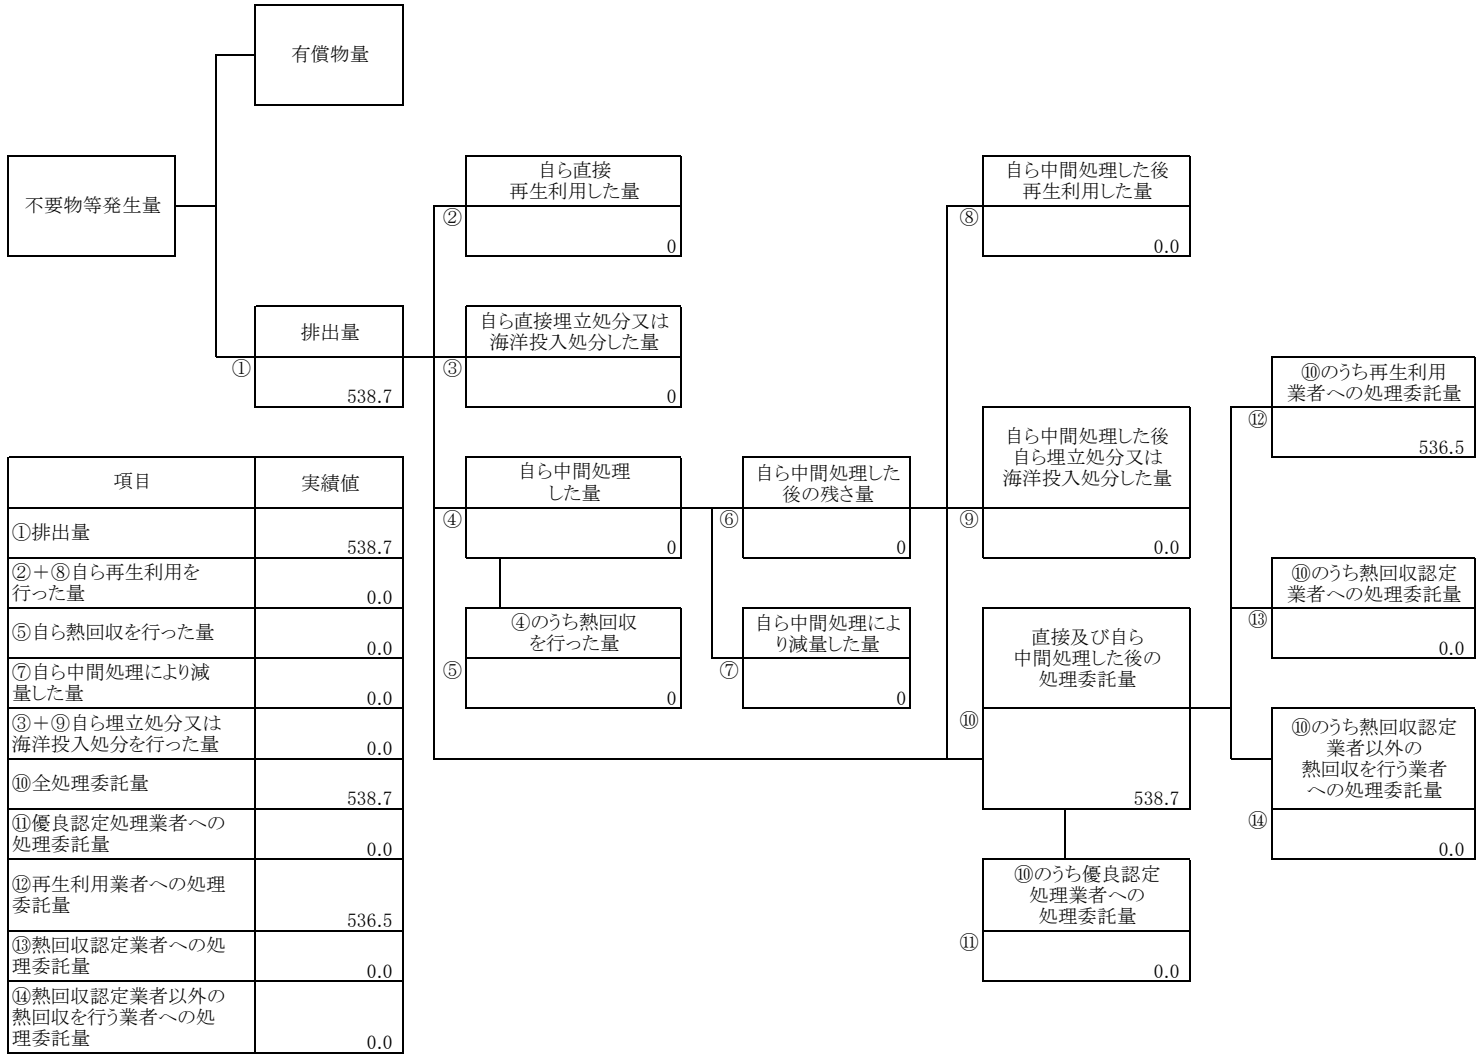 有償物量
不要物等発生量
排出量
①
538.7
自ら直接
再生利用した量
②
0
自ら直接埋立処分又は
海洋投入処分した量
③
0
自ら中間処理
した量
④
0
④のうち熱回収
を行った量
⑤
0
自ら中間処理した
後の残さ量
⑥
0
自ら中間処理によ
り減量した量
⑦
0
自ら中間処理した後
再生利用した量
⑧
0.0
自ら中間処理した後
自ら埋立処分又は
海洋投入処分した量
⑨
0.0
直接及び自ら
中間処理した後の
処理委託量
⑩
538.7
⑩のうち優良認定
処理業者への
処理委託量
⑪
0.0
⑩のうち再生利用
業者への処理委託量
⑫
536.5
⑩のうち熱回収認定
業者への処理委託量
⑬
0.0
⑩のうち熱回収認定
業者以外の
熱回収を行う業者
への処理委託量
⑭
0.0
項目 実績値
①排出量
538.7
②＋⑧自ら再生利用を
行った量
0.0
⑤自ら熱回収を行った量
0.0
⑦自ら中間処理により減
量した量
0.0
③＋⑨自ら埋立処分又は
海洋投入処分を行った量
0.0
⑩全処理委託量
538.7
⑪優良認定処理業者への
処理委託量
0.0
⑫再生利用業者への処理
委託量
536.5
⑬熱回収認定業者への処
理委託量
0.0
⑭熱回収認定業者以外の
熱回収を行う業者への処
理委託量
0.0